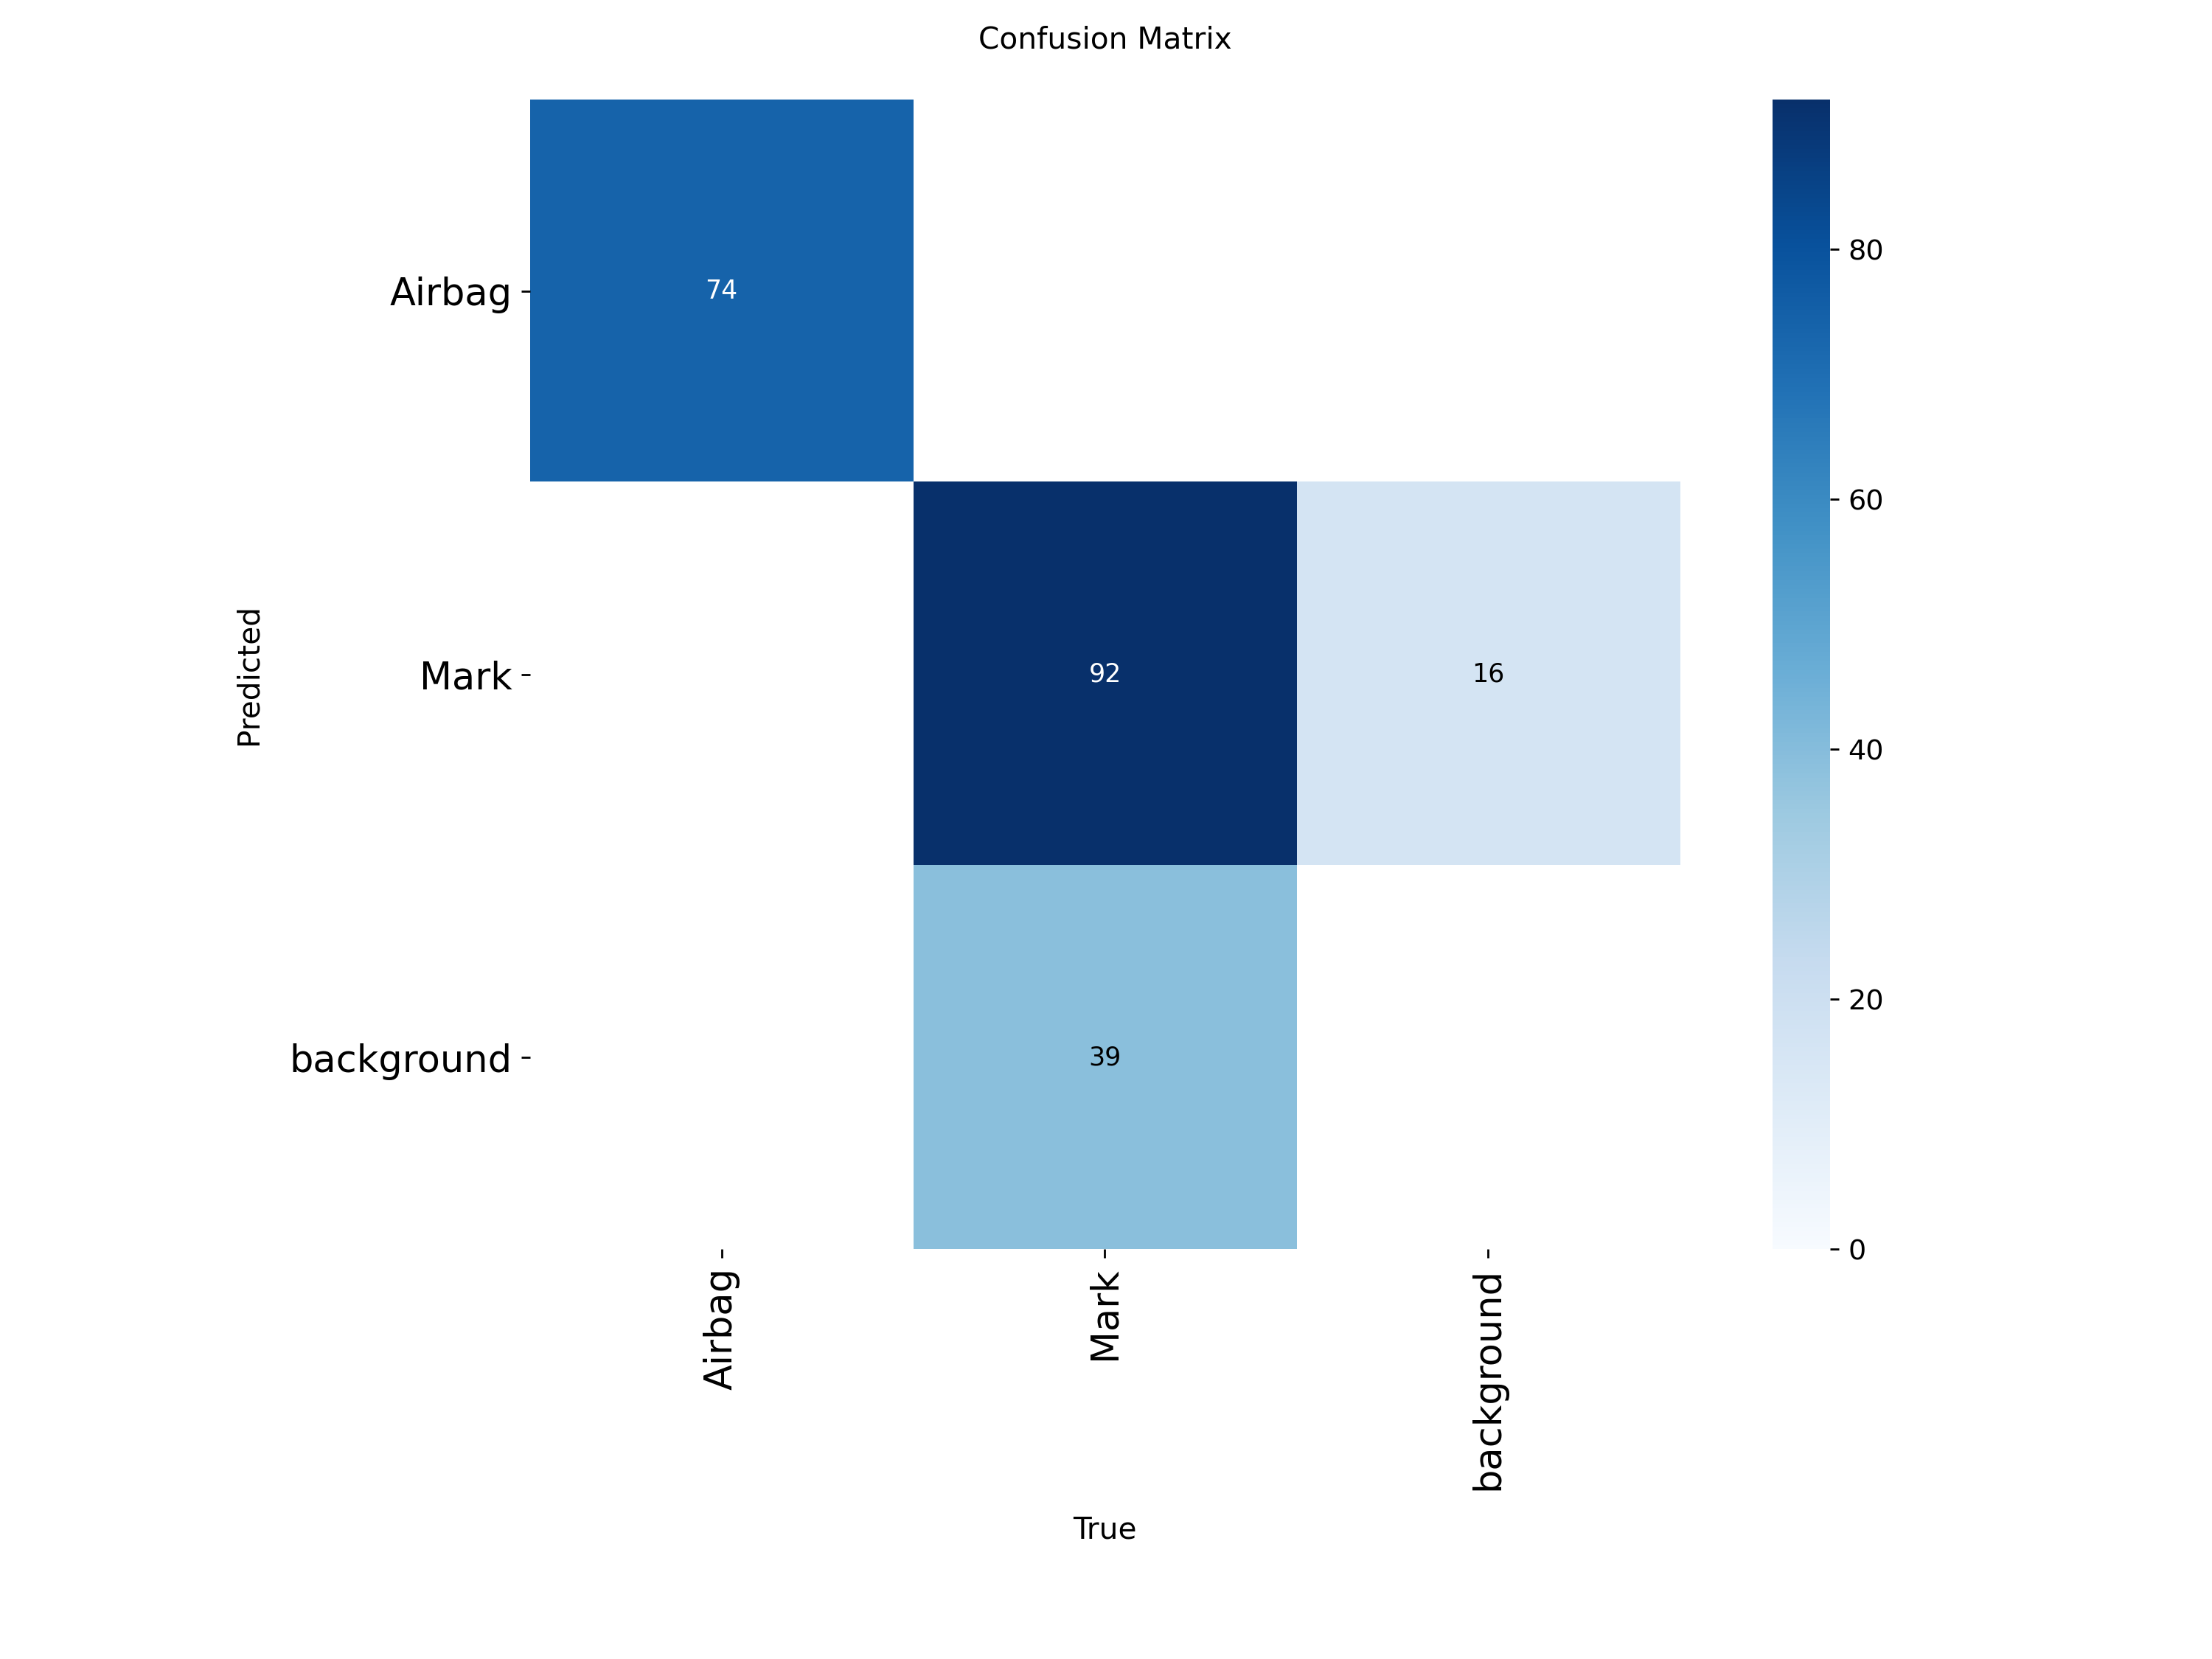 Confusion Matrix
Predicted
Airbag
Mark
background
74
92
16
39
80
60
40
20
0
Airbag
Mark
background
True